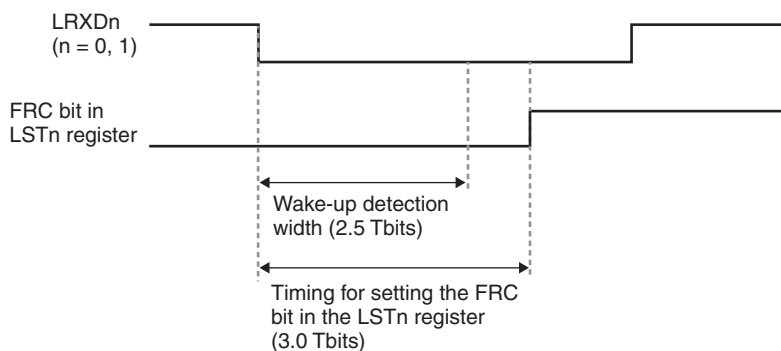 LRXDn
(n = 0, 1)
FRC bit in
LSTn register
Wake-up detection
width (2.5 Tbits)
Timing for setting the FRC
bit in the LSTn register
(3.0 Tbits)